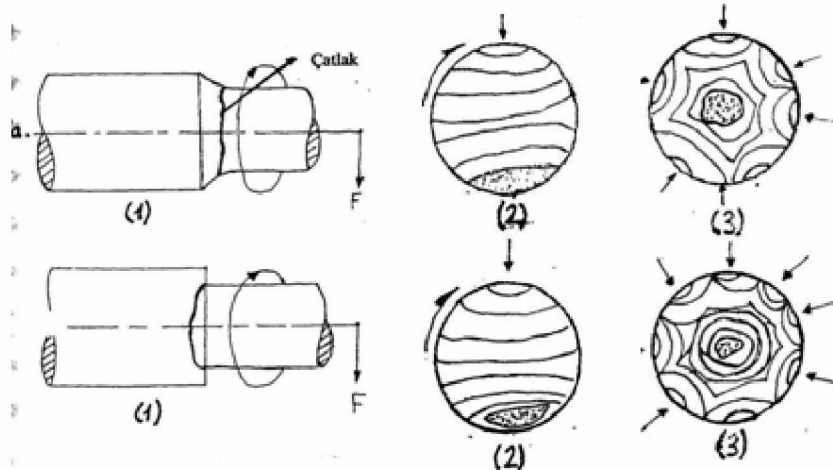 Çatlak
a.
F
(1)
(2)
(3)
F
(1)
(2)
(3)